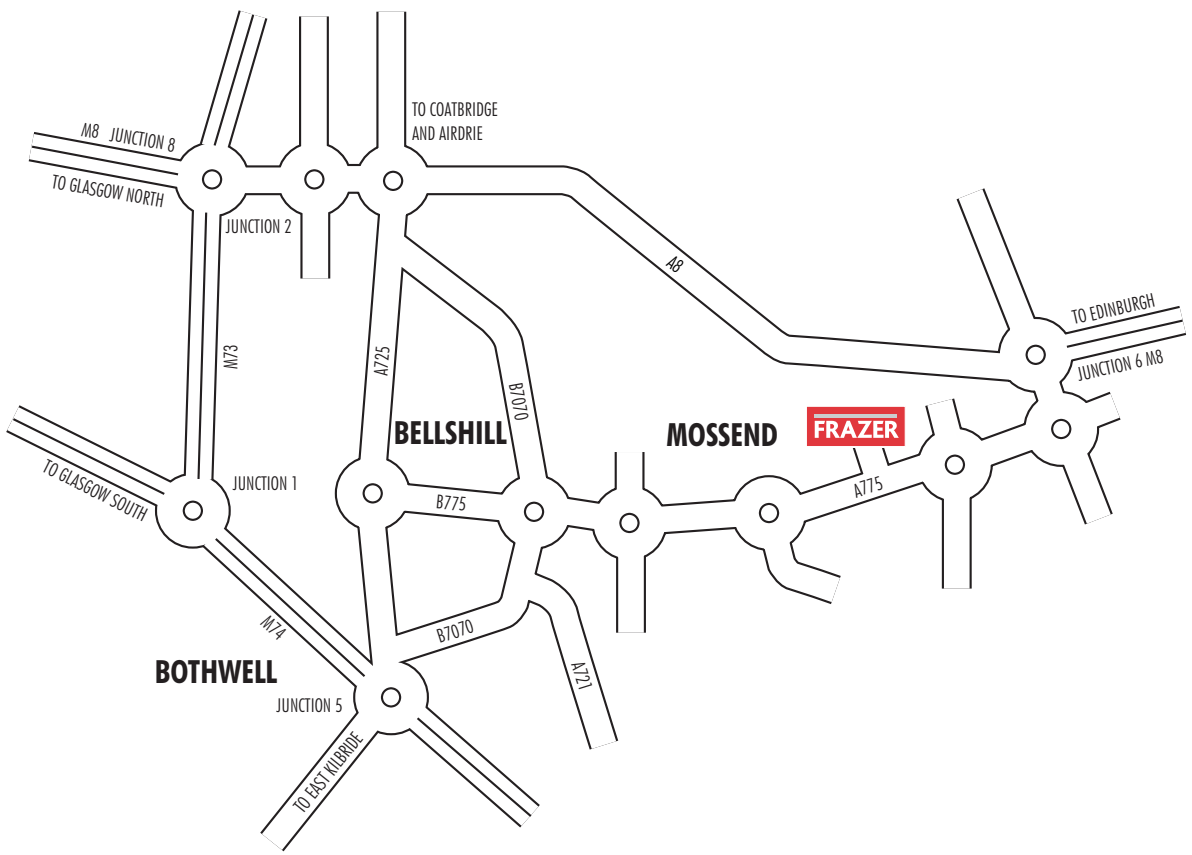 TO COATBRIDGE
AND AIRDRIE
M8 JUNCTION 8
TO GLASGOW NORTH
JUNCTION 2
A8
TO EDINBURGH
JUNCTION 6 M8
M73
A725
B7070
BELLSHILL
MOSSEND
FRAZER
TO GLASGOW SOUTH
JUNCTION 1
B775
A775
M74
B7070
A721
BOTHWELL
JUNCTION 5
TO EAST KILBRIDE